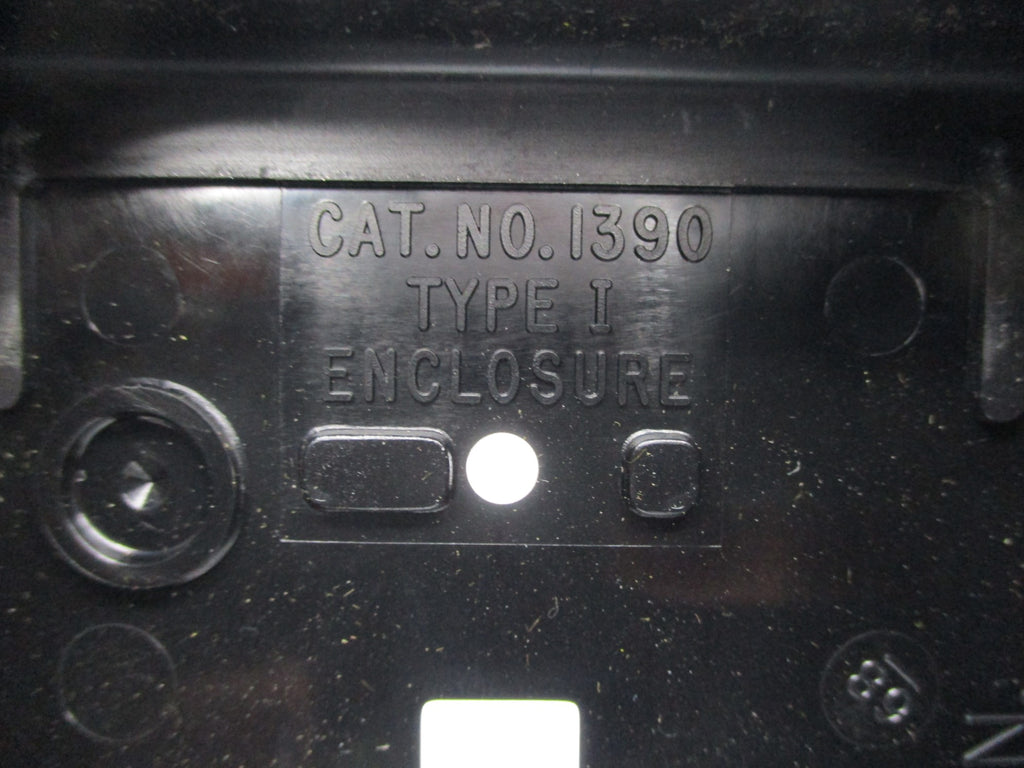 CAT. NO. 1390
TYPE I
ENCLOSURE